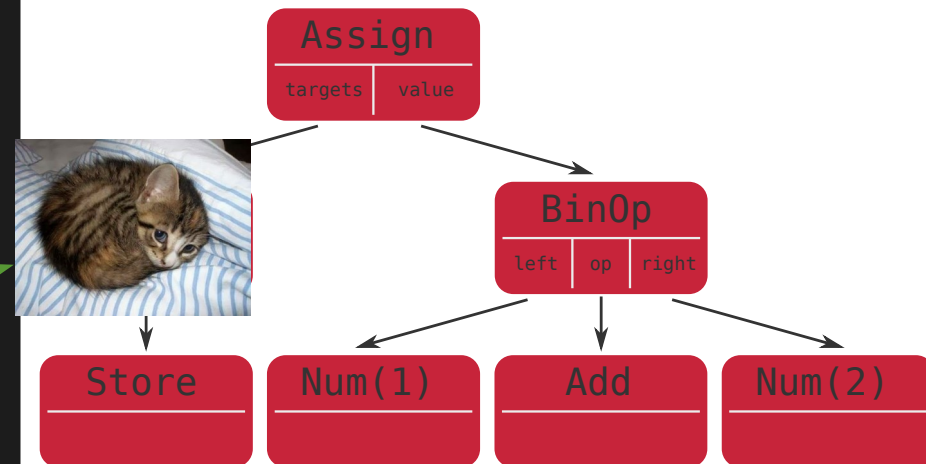 Assign
targets value
BinOp
left op right
Store Num(1) Add Num(2)